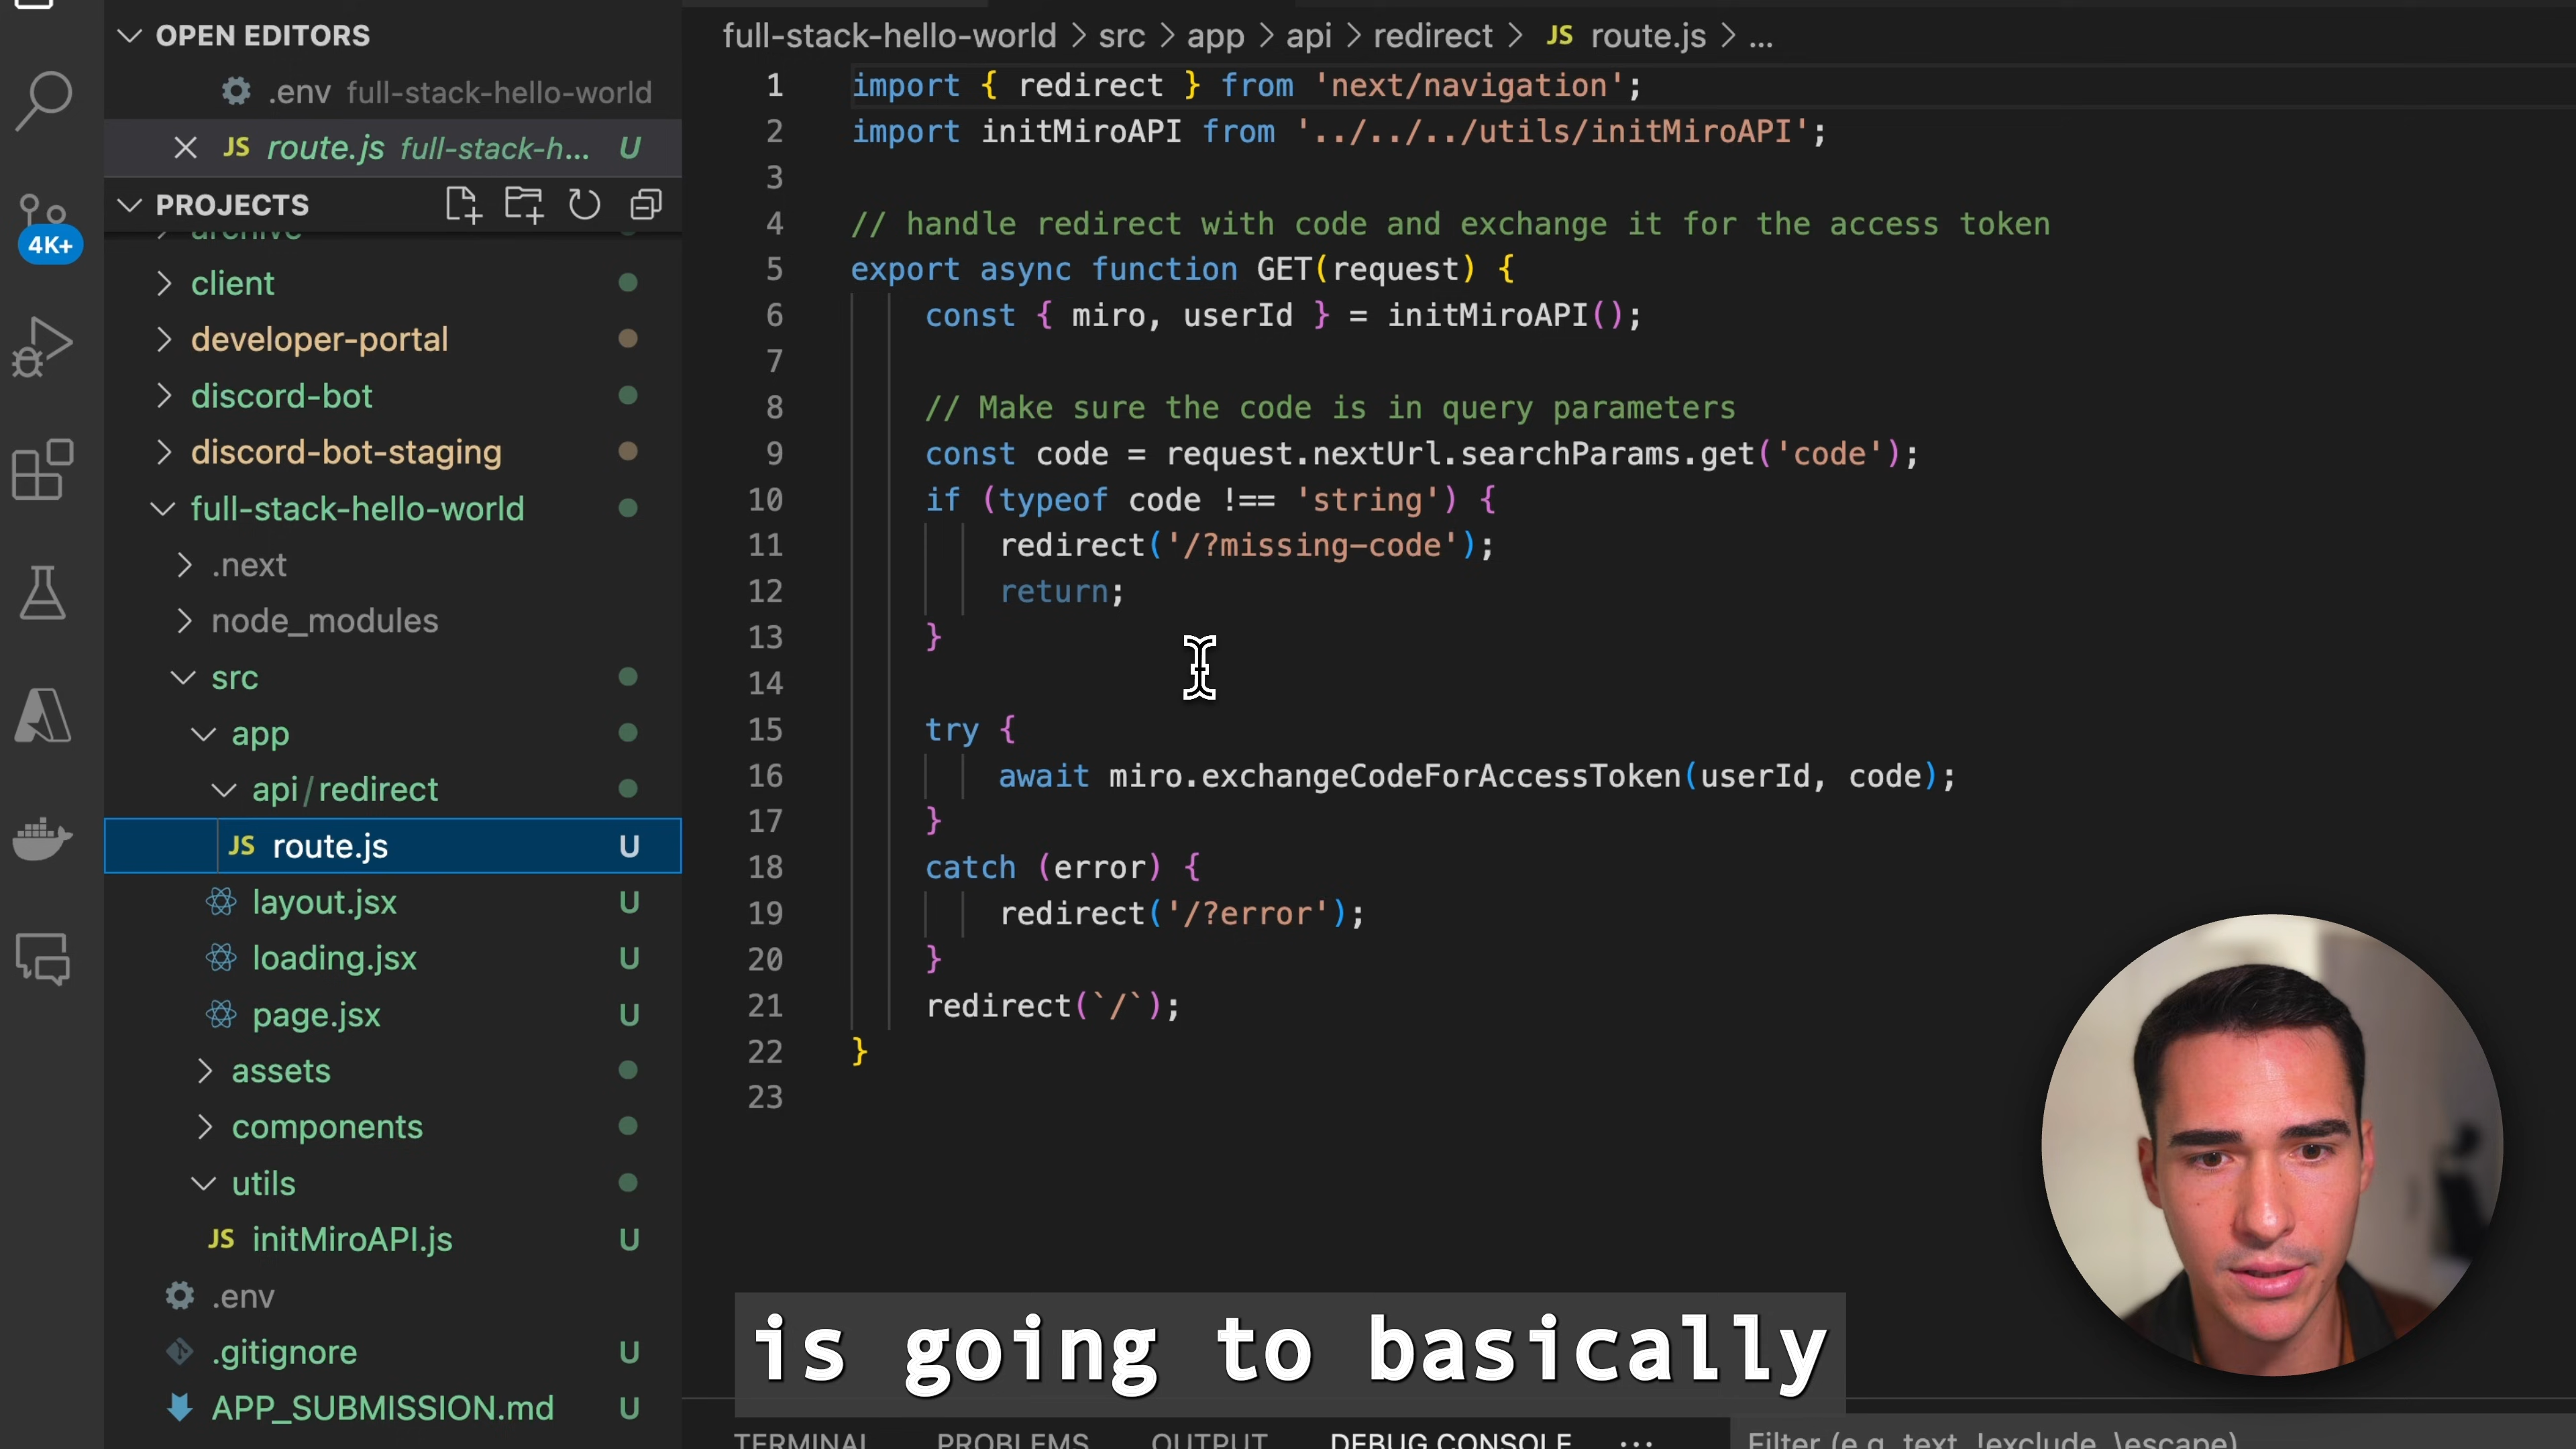 OPEN EDITORS
.env full-stack-hello-world
JS route.js full-stack-h... U
PROJECTS
4K+
archive
client
developer-portal
discord-bot
discord-bot-staging
full-stack-hello-world
.next
node_modules
src
app
api/redirect
JS route.js U
layout.jsx U
loading.jsx U
page.jsx U
assets
components
utils
JS initMiroAPI.js U
.env
.gitignore U
APP_SUBMISSION.md U
full-stack-hello-world > src > app > api > redirect > JS route.js > ...
1 import { redirect } from 'next/navigation';
2 import initMiroAPI from '../../../utils/initMiroAPI';
3
4 // handle redirect with code and exchange it for the access token
5 export async function GET(request) {
6 const { miro, userId } = initMiroAPI();
7
8 // Make sure the code is in query parameters
9 const code = request.nextUrl.searchParams.get('code');
10 if (typeof code !== 'string') {
11 redirect('/?missing-code');
12 return;
13 }
14
15 try {
16 await miro.exchangeCodeForAccessToken(userId, code);
17 }
18 catch (error) {
19 redirect('/?error');
20 }
21 redirect(`/`);
22 }
23
is going to basically
TERMINAL PROBLEMS OUTPUT DEBUG CONSOLE ... Filter (e.g. text, !exclude, \escape)